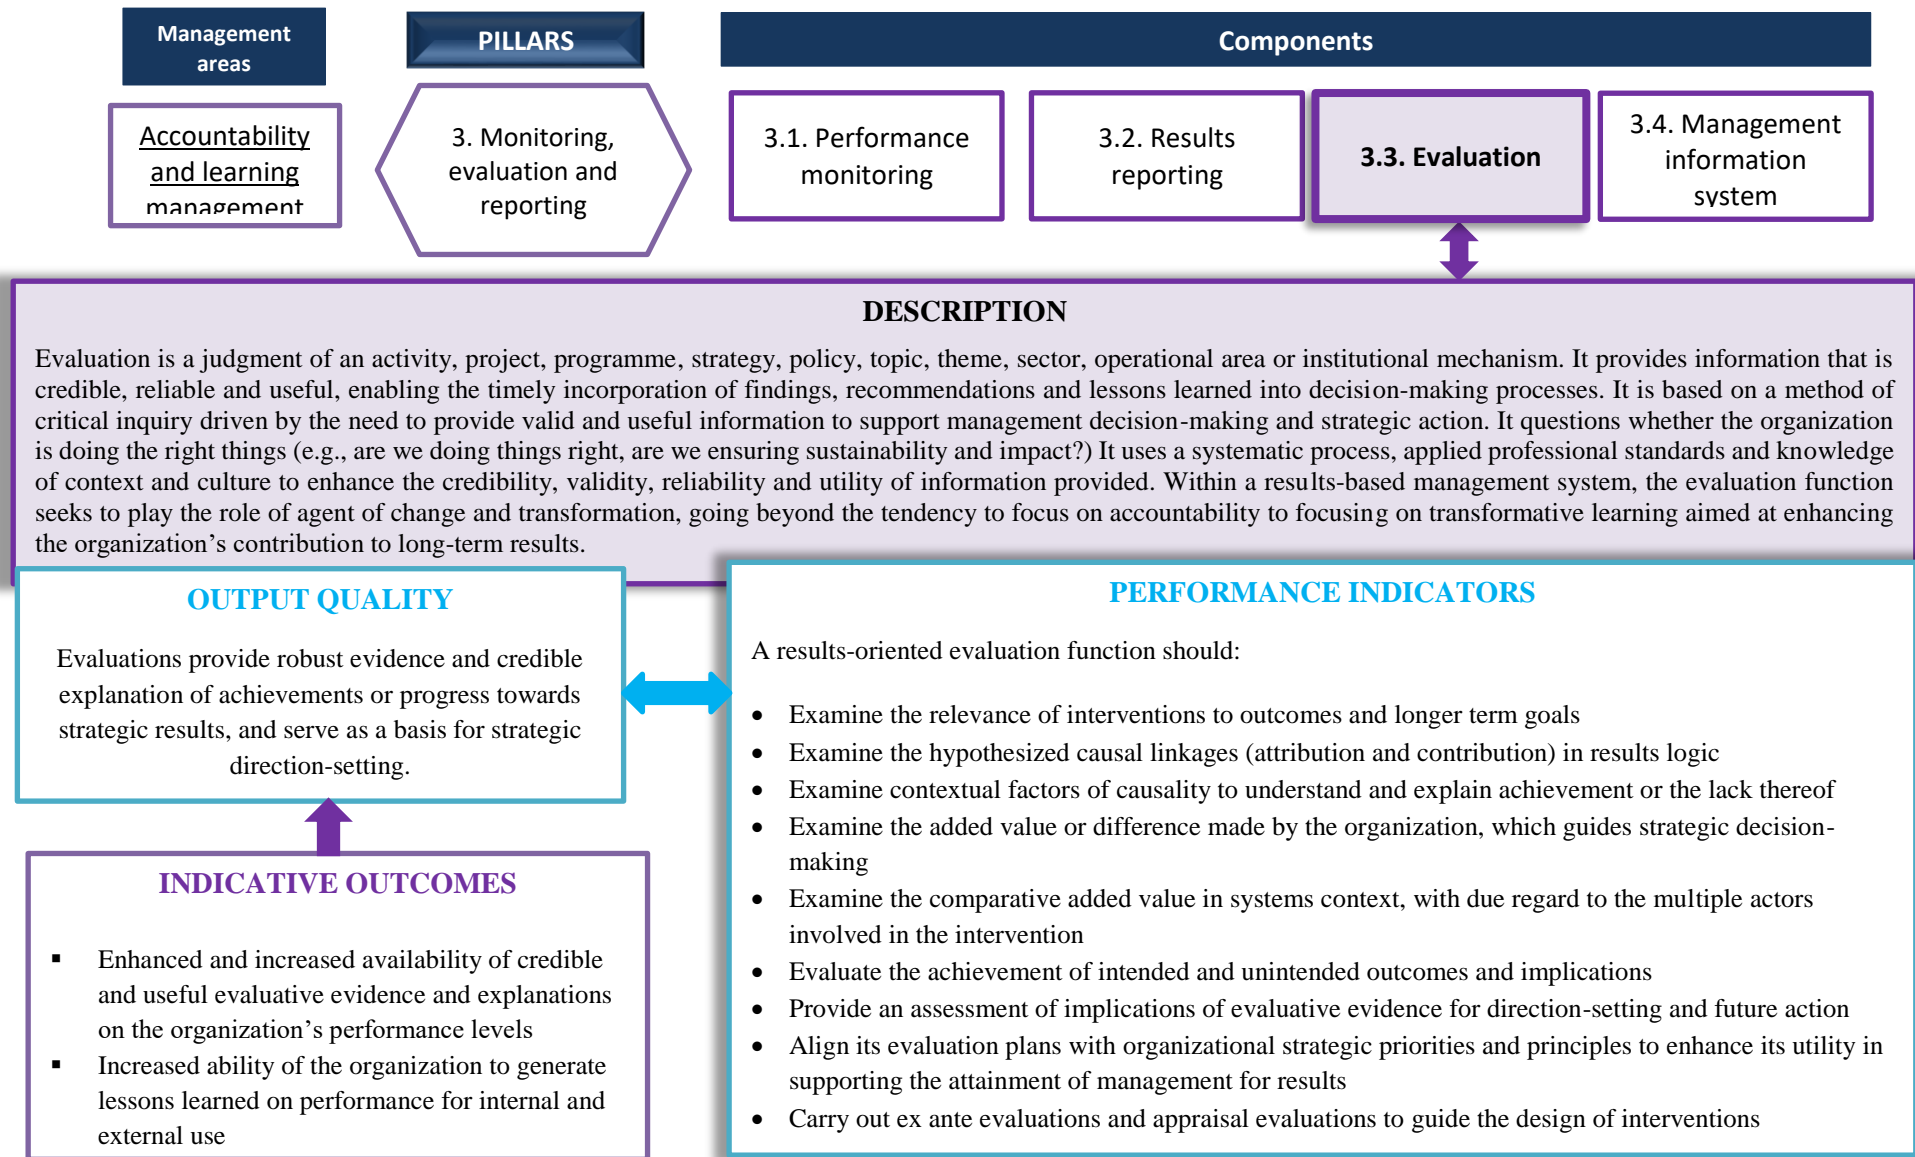 Management
areas
PILLARS
Components
Accountability
and learning
management
3. Monitoring,
evaluation and
reporting
3.1. Performance
monitoring
3.2. Results
reporting
3.3. Evaluation
3.4. Management
information
system
DESCRIPTION
Evaluation is a judgment of an activity, project, programme, strategy, policy, topic, theme, sector, operational area or institutional mechanism. It provides information that is
credible, reliable and useful, enabling the timely incorporation of findings, recommendations and lessons learned into decision-making processes. It is based on a method of
critical inquiry driven by the need to provide valid and useful information to support management decision-making and strategic action. It questions whether the organization
is doing the right things (e.g., are we doing things right, are we ensuring sustainability and impact?) It uses a systematic process, applied professional standards and knowledge
of context and culture to enhance the credibility, validity, reliability and utility of information provided. Within a results-based management system, the evaluation function
seeks to play the role of agent of change and transformation, going beyond the tendency to focus on accountability to focusing on transformative learning aimed at enhancing
the organization’s contribution to long-term results.
OUTPUT QUALITY
Evaluations provide robust evidence and credible
explanation of achievements or progress towards
strategic results, and serve as a basis for strategic
direction-setting.
INDICATIVE OUTCOMES
▪ Enhanced and increased availability of credible
and useful evaluative evidence and explanations
on the organization’s performance levels
▪ Increased ability of the organization to generate
lessons learned on performance for internal and
external use
PERFORMANCE INDICATORS
A results-oriented evaluation function should:
• Examine the relevance of interventions to outcomes and longer term goals
• Examine the hypothesized causal linkages (attribution and contribution) in results logic
• Examine contextual factors of causality to understand and explain achievement or the lack thereof
• Examine the added value or difference made by the organization, which guides strategic decision-
making
• Examine the comparative added value in systems context, with due regard to the multiple actors
involved in the intervention
• Evaluate the achievement of intended and unintended outcomes and implications
• Provide an assessment of implications of evaluative evidence for direction-setting and future action
• Align its evaluation plans with organizational strategic priorities and principles to enhance its utility in
supporting the attainment of management for results
• Carry out ex ante evaluations and appraisal evaluations to guide the design of interventions